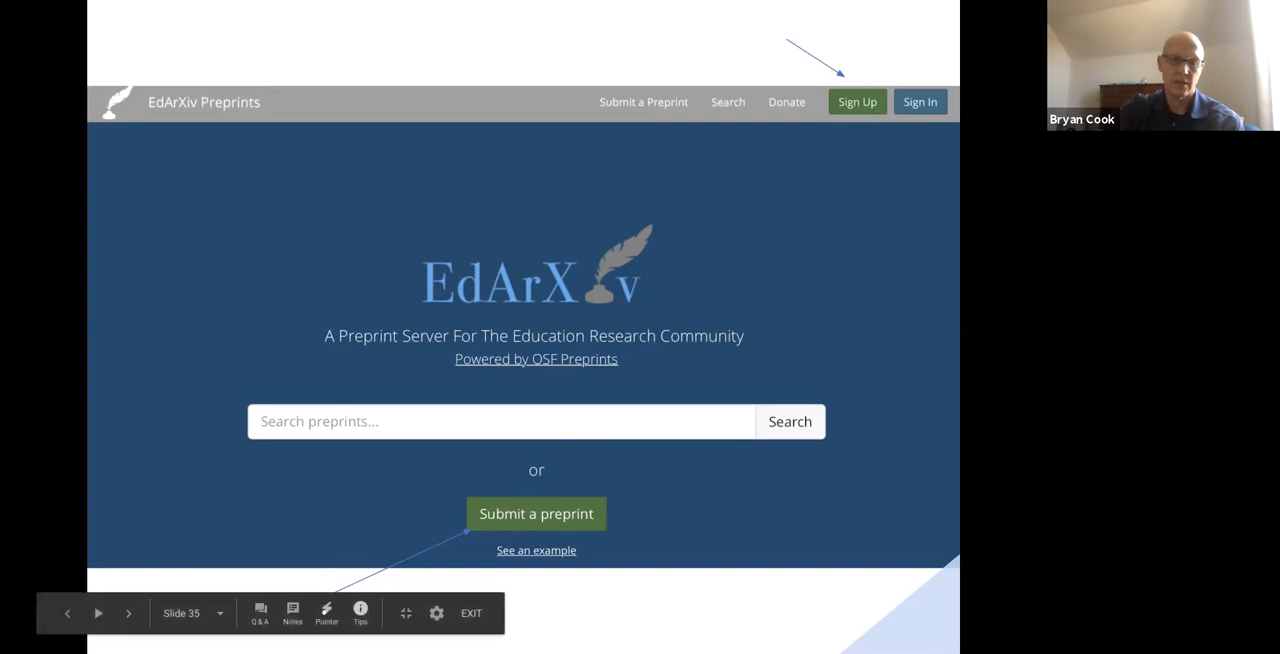 EdArXiv Preprints
Submit a Preprint Search Donate Sign Up Sign In
Bryan Cook
EdArXiv
A Preprint Server For The Education Research Community
Powered by OSF Preprints
Search preprints... Search
or
Submit a preprint
See an example
Slide 35 Q & A Notes Pointer Tips EXIT